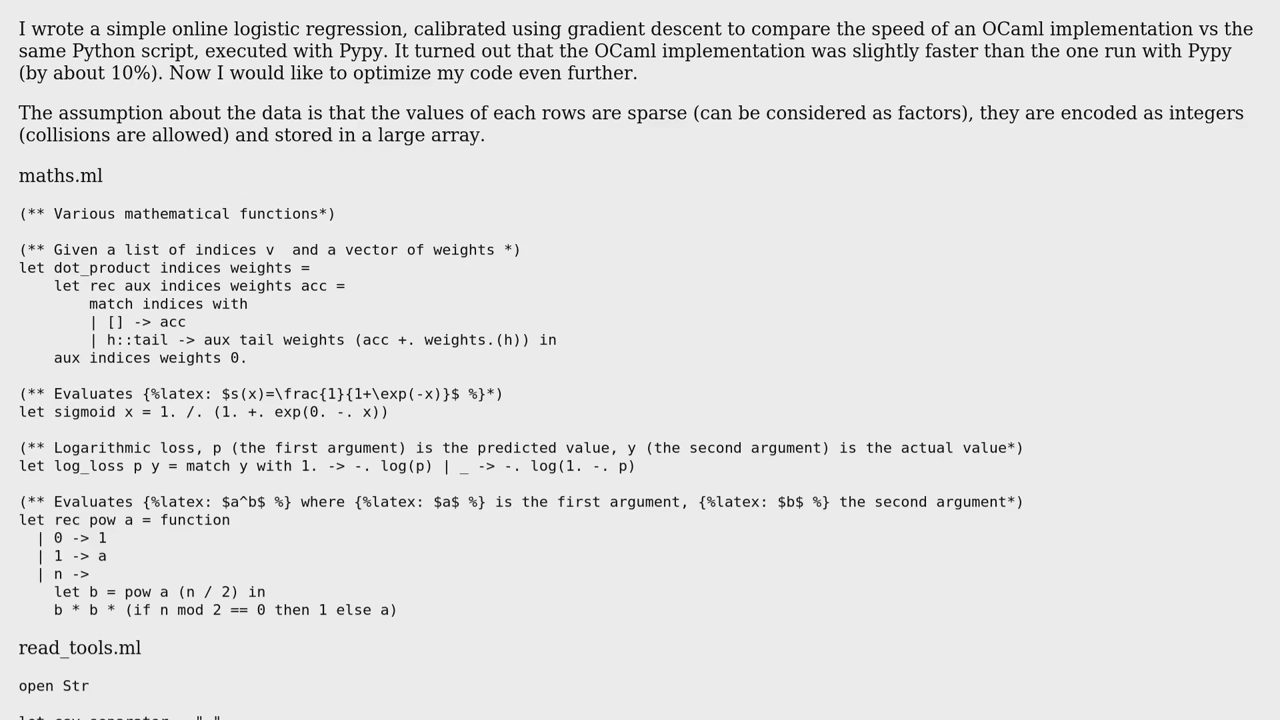 I wrote a simple online logistic regression, calibrated using gradient descent to compare the speed of an OCaml implementation vs the
same Python script, executed with Pypy. It turned out that the OCaml implementation was slightly faster than the one run with Pypy
(by about 10%). Now I would like to optimize my code even further.
The assumption about the data is that the values of each rows are sparse (can be considered as factors), they are encoded as integers
(collisions are allowed) and stored in a large array.
maths.ml
(** Various mathematical functions*)
(** Given a list of indices v  and a vector of weights *)
let dot_product indices weights =
    let rec aux indices weights acc =
        match indices with
        | [] -> acc
        | h::tail -> aux tail weights (acc +. weights.(h)) in
    aux indices weights 0.
(** Evaluates {%latex: $s(x)=\frac{1}{1+\exp(-x)}$ %}*)
let sigmoid x = 1. /. (1. +. exp(0. -. x))
(** Logarithmic loss, p (the first argument) is the predicted value, y (the second argument) is the actual value*)
let log_loss p y = match y with 1. -> -. log(p) | _ -> -. log(1. -. p)
(** Evaluates {%latex: $a^b$ %} where {%latex: $a$ %} is the first argument, {%latex: $b$ %} the second argument*)
let rec pow a = function
  | 0 -> 1
  | 1 -> a
  | n ->
    let b = pow a (n / 2) in
    b * b * (if n mod 2 == 0 then 1 else a)
read_tools.ml
open Str
let csv_separator = ","